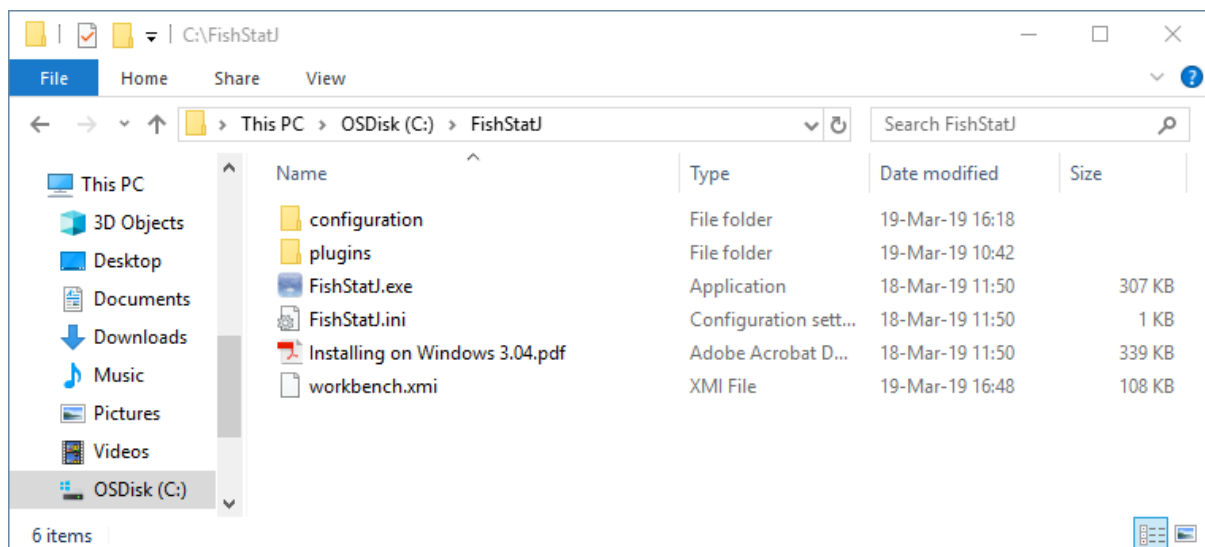 C:\FishStatJ
File Home Share View
This PC > OSDisk (C:) > FishStatJ Search FishStatJ
Name Type Date modified Size
This PC
3D Objects
Desktop
Documents
Downloads
Music
Pictures
Videos
OSDisk (C:)
configuration File folder 19-Mar-19 16:18
plugins File folder 19-Mar-19 10:42
FishStatJ.exe Application 18-Mar-19 11:50 307 KB
FishStatJ.ini Configuration sett... 18-Mar-19 11:50 1 KB
Installing on Windows 3.04.pdf Adobe Acrobat D... 18-Mar-19 11:50 339 KB
workbench.xmi XMI File 19-Mar-19 16:48 108 KB
6 items